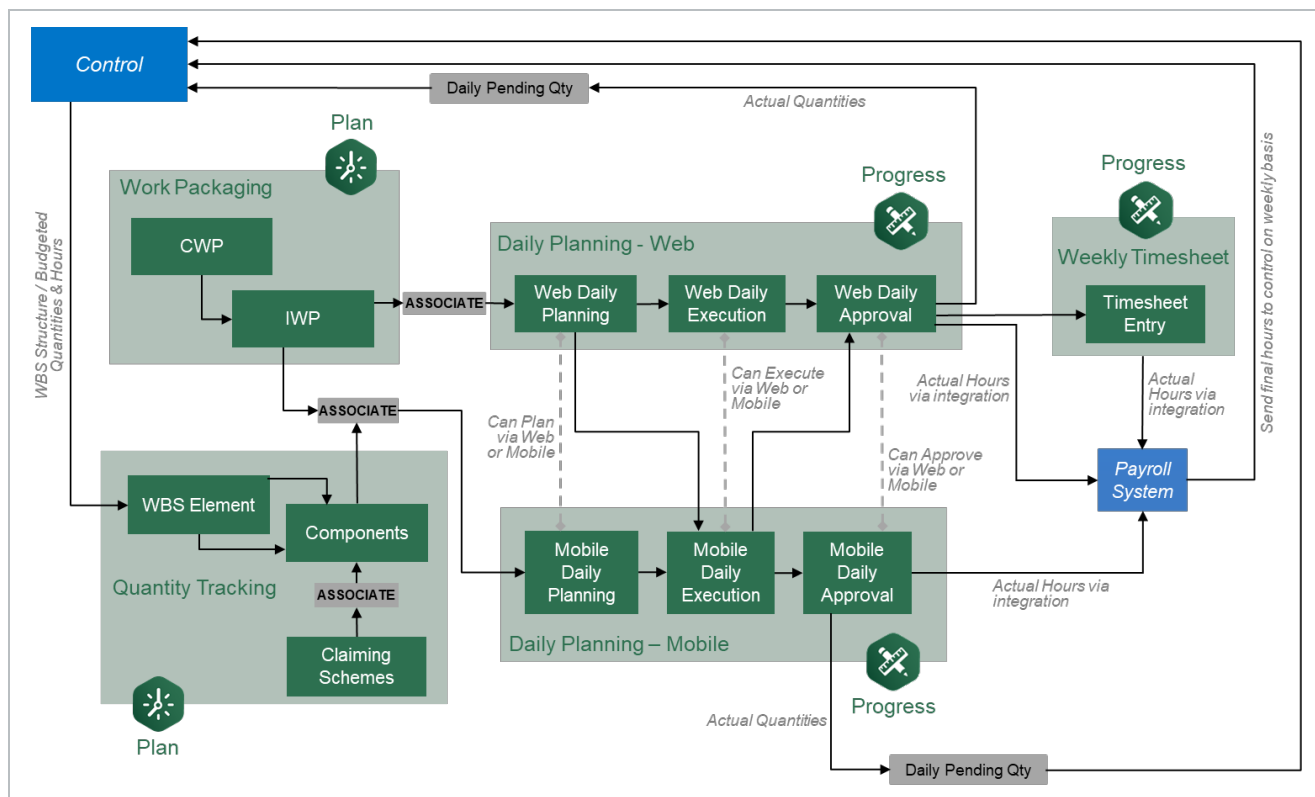 Control
Daily Pending Qty
Actual Quantities
Plan
Work Packaging
CWP
IWP
ASSOCIATE
WBS Structure / Budgeted
Quantities & Hours
Progress
Daily Planning - Web
Web Daily
Planning
Web Daily
Execution
Web Daily
Approval
Progress
Weekly Timesheet
Timesheet
Entry
Send final hours to control on weekly basis
Can Plan
via Web
or Mobile
Can Execute
via Web or
Mobile
Can Approve
via Web or
Mobile
Actual Hours
via integration
Actual
Hours via
integration
Payroll
System
ASSOCIATE
WBS Element
Components
Quantity Tracking
ASSOCIATE
Claiming
Schemes
Plan
Mobile
Daily
Planning
Mobile
Daily
Execution
Mobile
Daily
Approval
Actual Hours via
integration
Daily Planning – Mobile
Progress
Actual Quantities
Daily Pending Qty